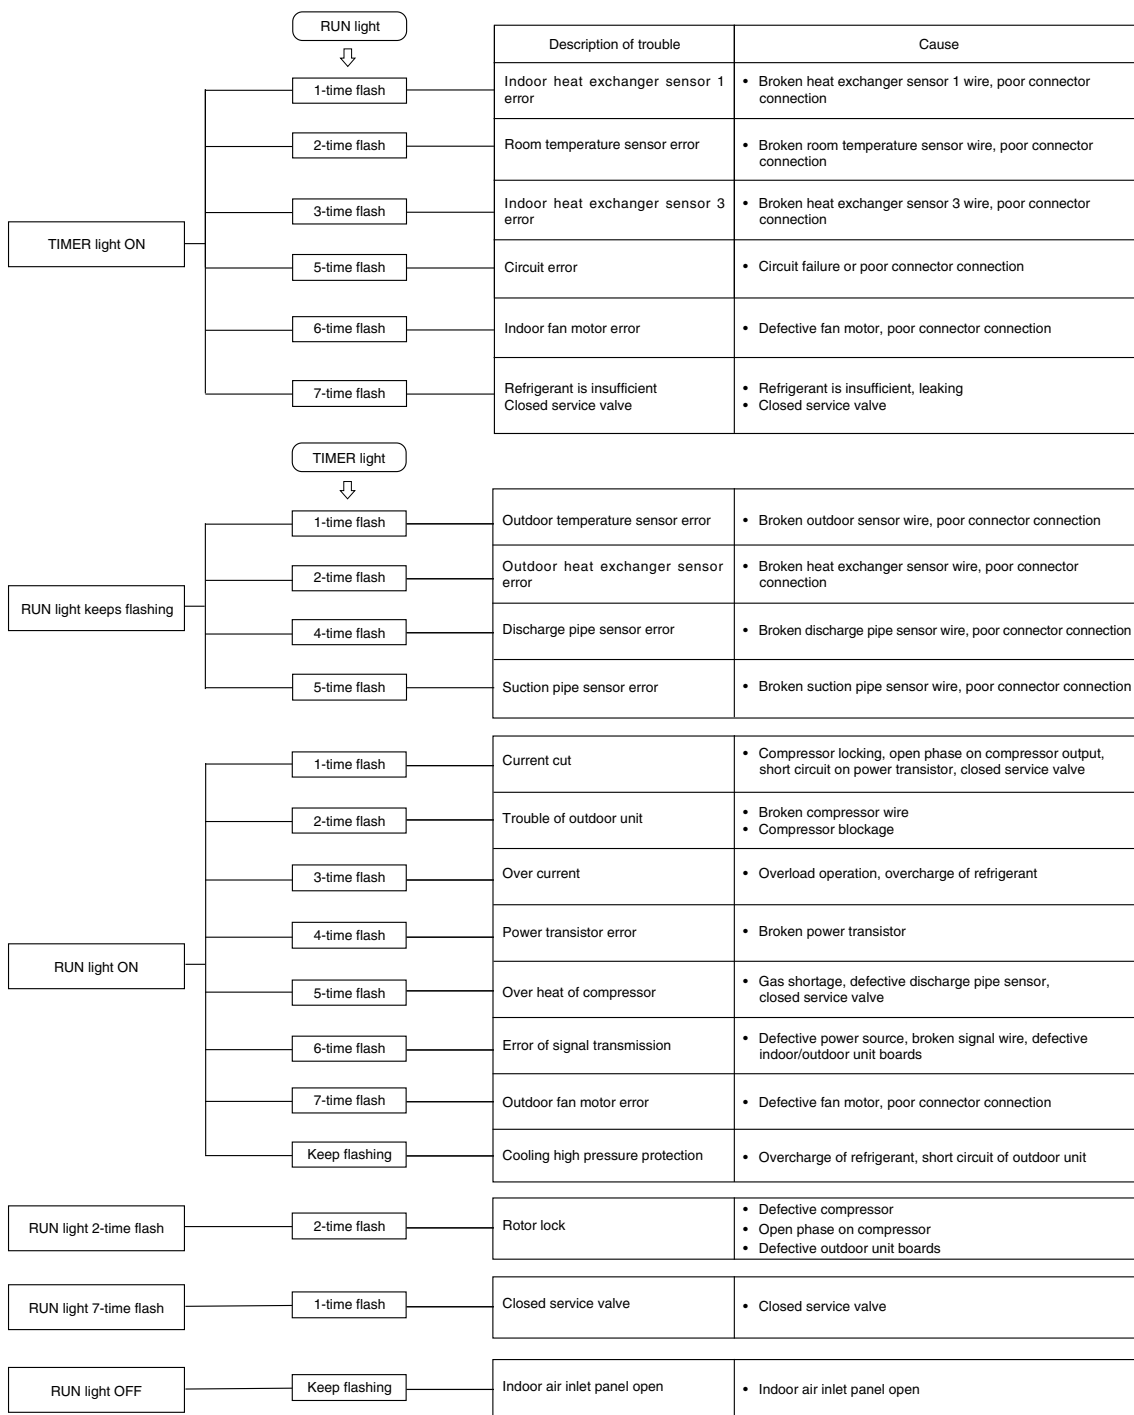 RUN light
Description of trouble
Cause
TIMER light ON
1-time flash
Indoor heat exchanger sensor 1
error
• Broken heat exchanger sensor 1 wire, poor connector
connection
2-time flash
Room temperature sensor error
• Broken room temperature sensor wire, poor connector
connection
3-time flash
Indoor heat exchanger sensor 3
error
• Broken heat exchanger sensor 3 wire, poor connector
connection
5-time flash
Circuit error
• Circuit failure or poor connector connection
6-time flash
Indoor fan motor error
• Defective fan motor, poor connector connection
7-time flash
Refrigerant is insufficient
Closed service valve
• Refrigerant is insufficient, leaking
• Closed service valve
TIMER light
RUN light keeps flashing
1-time flash
Outdoor temperature sensor error
• Broken outdoor sensor wire, poor connector connection
2-time flash
Outdoor heat exchanger sensor
error
• Broken heat exchanger sensor wire, poor connector
connection
4-time flash
Discharge pipe sensor error
• Broken discharge pipe sensor wire, poor connector connection
5-time flash
Suction pipe sensor error
• Broken suction pipe sensor wire, poor connector connection
RUN light ON
1-time flash
Current cut
• Compressor locking, open phase on compressor output,
short circuit on power transistor, closed service valve
2-time flash
Trouble of outdoor unit
• Broken compressor wire
• Compressor blockage
3-time flash
Over current
• Overload operation, overcharge of refrigerant
4-time flash
Power transistor error
• Broken power transistor
5-time flash
Over heat of compressor
• Gas shortage, defective discharge pipe sensor,
closed service valve
6-time flash
Error of signal transmission
• Defective power source, broken signal wire, defective
indoor/outdoor unit boards
7-time flash
Outdoor fan motor error
• Defective fan motor, poor connector connection
Keep flashing
Cooling high pressure protection
• Overcharge of refrigerant, short circuit of outdoor unit
RUN light 2-time flash
2-time flash
Rotor lock
• Defective compressor
• Open phase on compressor
• Defective outdoor unit boards
RUN light 7-time flash
1-time flash
Closed service valve
• Closed service valve
RUN light OFF
Keep flashing
Indoor air inlet panel open
• Indoor air inlet panel open